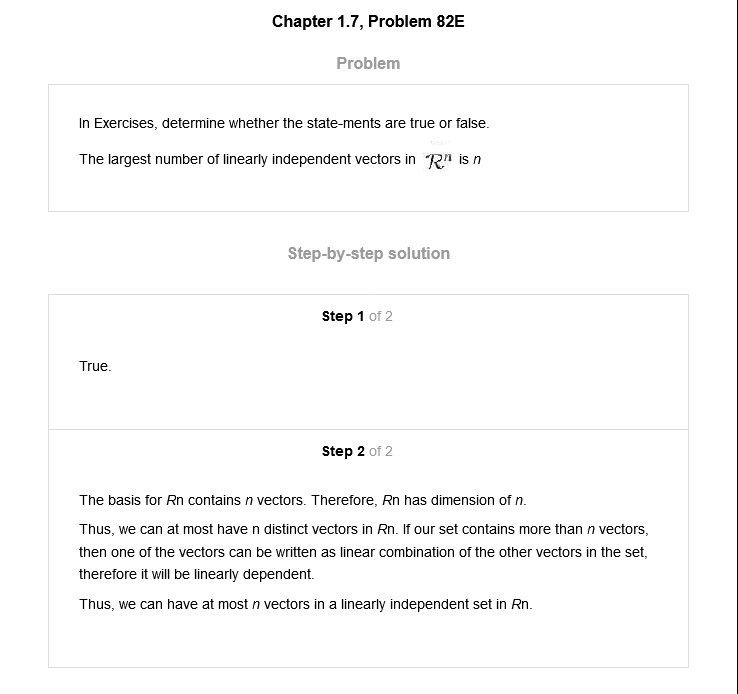 Chapter 1.7, Problem 82E
Problem
In Exercises, determine whether the state-ments are true or false.
The largest number of linearly independent vectors in Rⁿ is n
Step-by-step solution
Step 1 of 2
True.
Step 2 of 2
The basis for Rn contains n vectors. Therefore, Rn has dimension of n.
Thus, we can at most have n distinct vectors in Rn. If our set contains more than n vectors,
then one of the vectors can be written as linear combination of the other vectors in the set,
therefore it will be linearly dependent.
Thus, we can have at most n vectors in a linearly independent set in Rn.